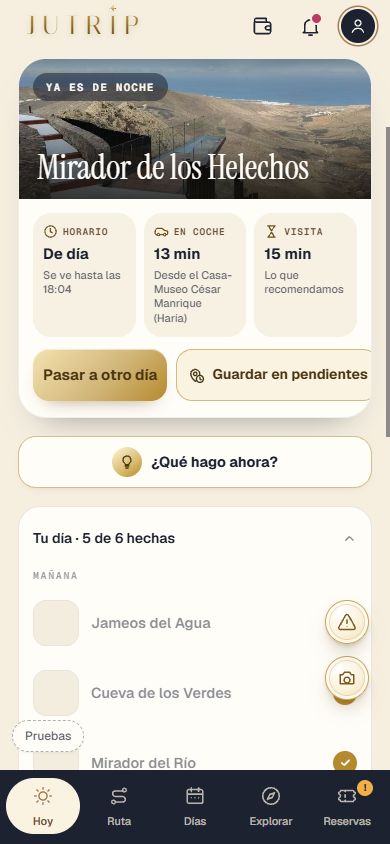 JUTRIP
YA ES DE NOCHE
Mirador de los Helechos
HORARIO
De día
Se ve hasta las
18:04
EN COCHE
13 min
Desde el Casa-
Museo César
Manrique
(Haría)
VISITA
15 min
Lo que
recomendamos
Pasar a otro día
Guardar en pendientes
¿Qué hago ahora?
Tu día · 5 de 6 hechas
MAÑANA
Jameos del Agua
Cueva de los Verdes
Pruebas
Mirador del Río
Hoy
Ruta
Días
Explorar
Reservas
!